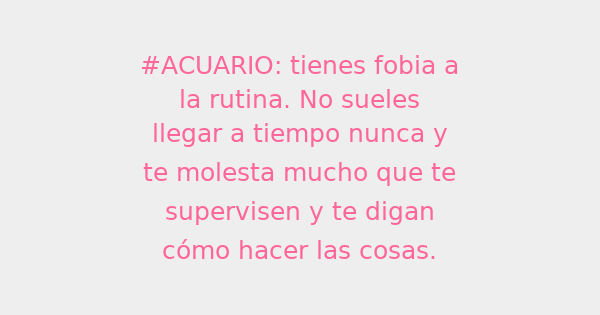 #ACUARIO: tienes fobia a
la rutina. No sueles
llegar a tiempo nunca y
te molesta mucho que te
supervisen y te digan
cómo hacer las cosas.